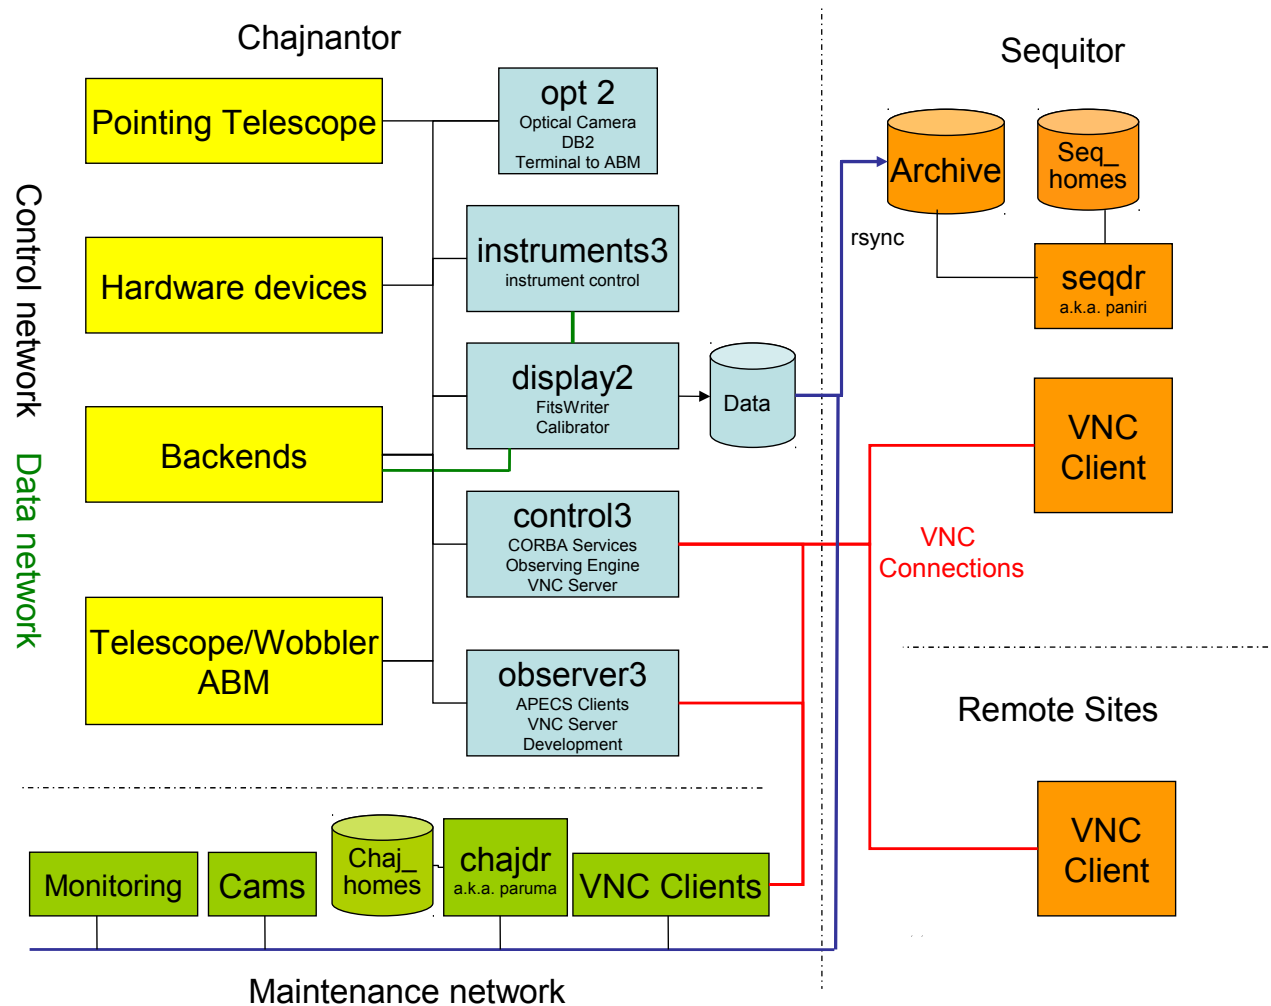 Chajnantor
Sequitor
Pointing Telescope
opt 2
Optical Camera
DB2
Terminal to ABM
Archive
Seq_
homes
Control network
Hardware devices
instruments3
instrument control
rsync
seqdr
a.k.a. paniri
display2
FitsWriter
Calibrator
Data
VNC
Client
Backends
Data network
control3
CORBA Services
Observing Engine
VNC Server
VNC
Connections
Telescope/Wobbler
ABM
observer3
APECS Clients
VNC Server
Development
Remote Sites
VNC
Client
Monitoring
Cams
Chaj_
homes
chajdr
a.k.a. paruma
VNC Clients
Maintenance network